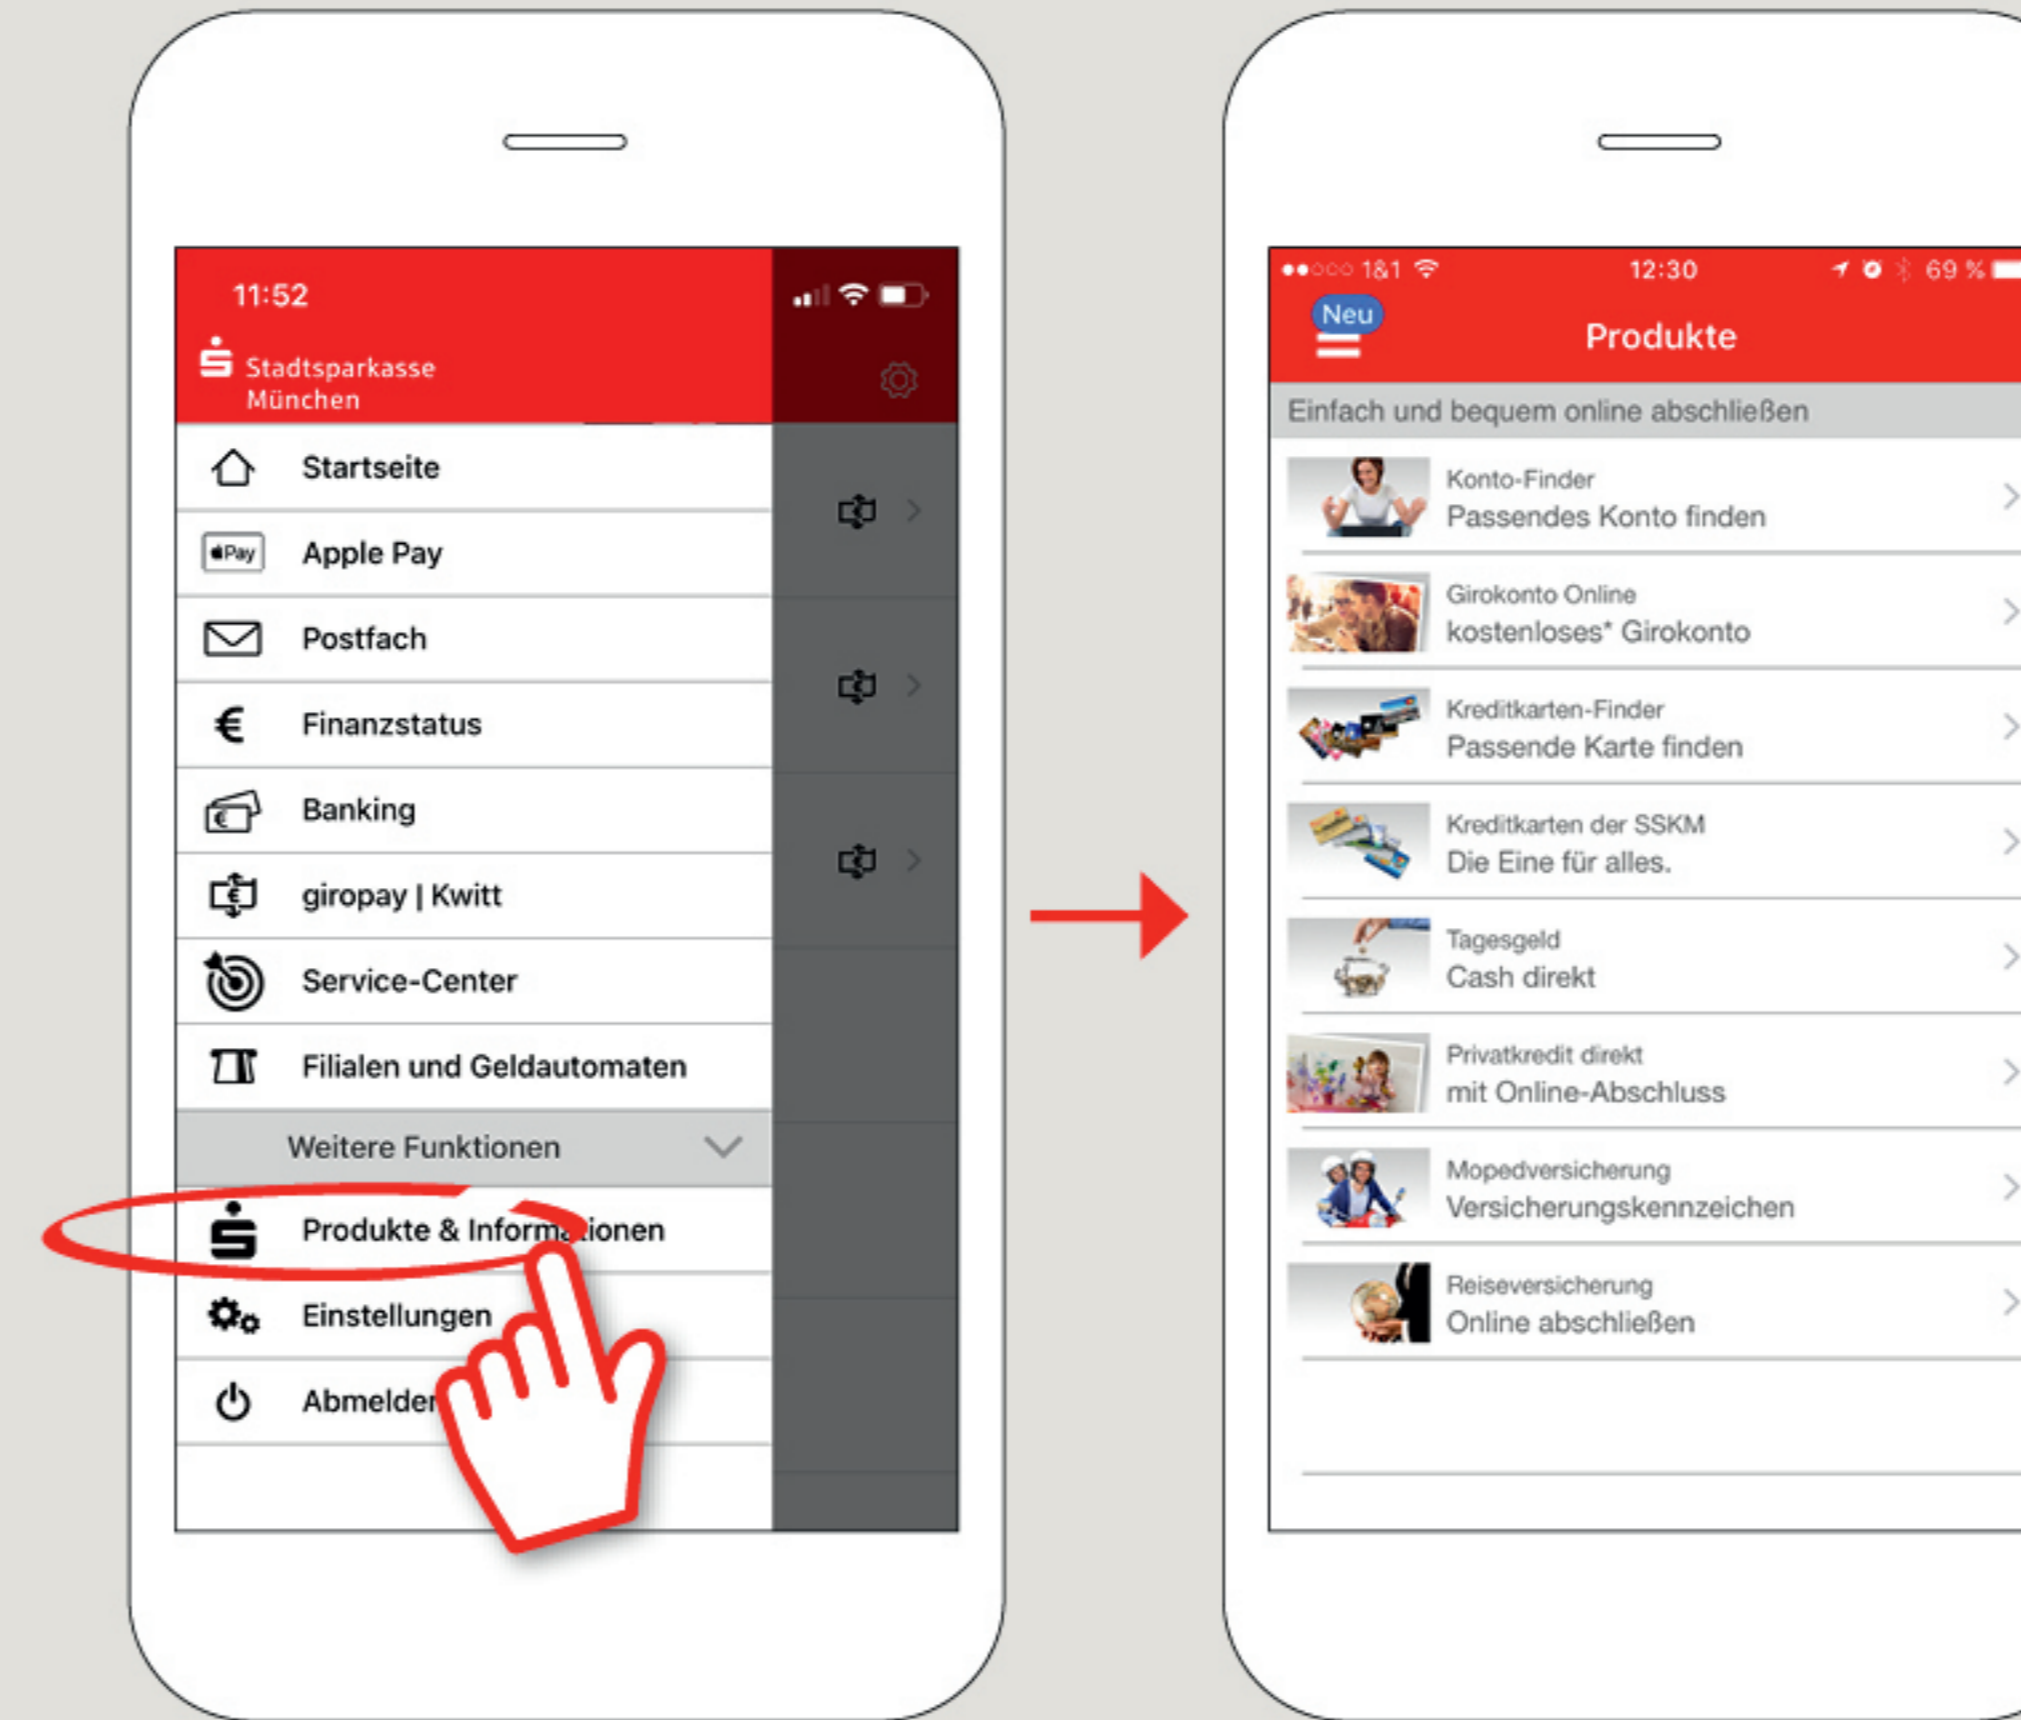 11:52
Stadtsparkasse
München
Startseite
Pay
Apple Pay
Postfach
Finanzstatus
Banking
giropay | Kwitt
Service-Center
Filialen und Geldautomaten
Weitere Funktionen
Produkte & Informationen
Einstellungen
Abmelden
1&1 12:30 69 %
Neu
Produkte
Einfach und bequem online abschließen
Konto-Finder
Passendes Konto finden
Girokonto Online
kostenloses* Girokonto
Kreditkarten-Finder
Passende Karte finden
Kreditkarten der SSKM
Die Eine für alles.
Tagesgeld
Cash direkt
Privatkredit direkt
mit Online-Abschluss
Mopedversicherung
Versicherungskennzeichen
Reiseversicherung
Online abschließen